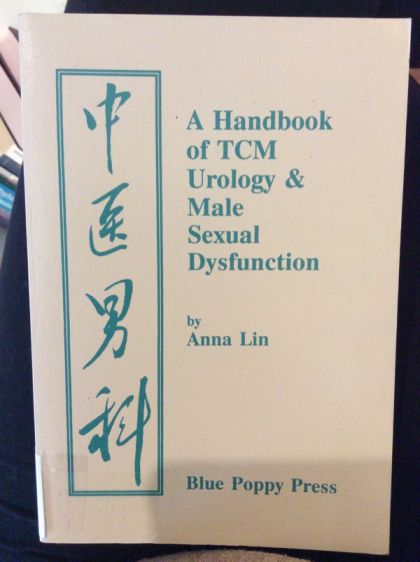 中医男科
A Handbook
of TCM
Urology &
Male
Sexual
Dysfunction
by
Anna Lin
Blue Poppy Press